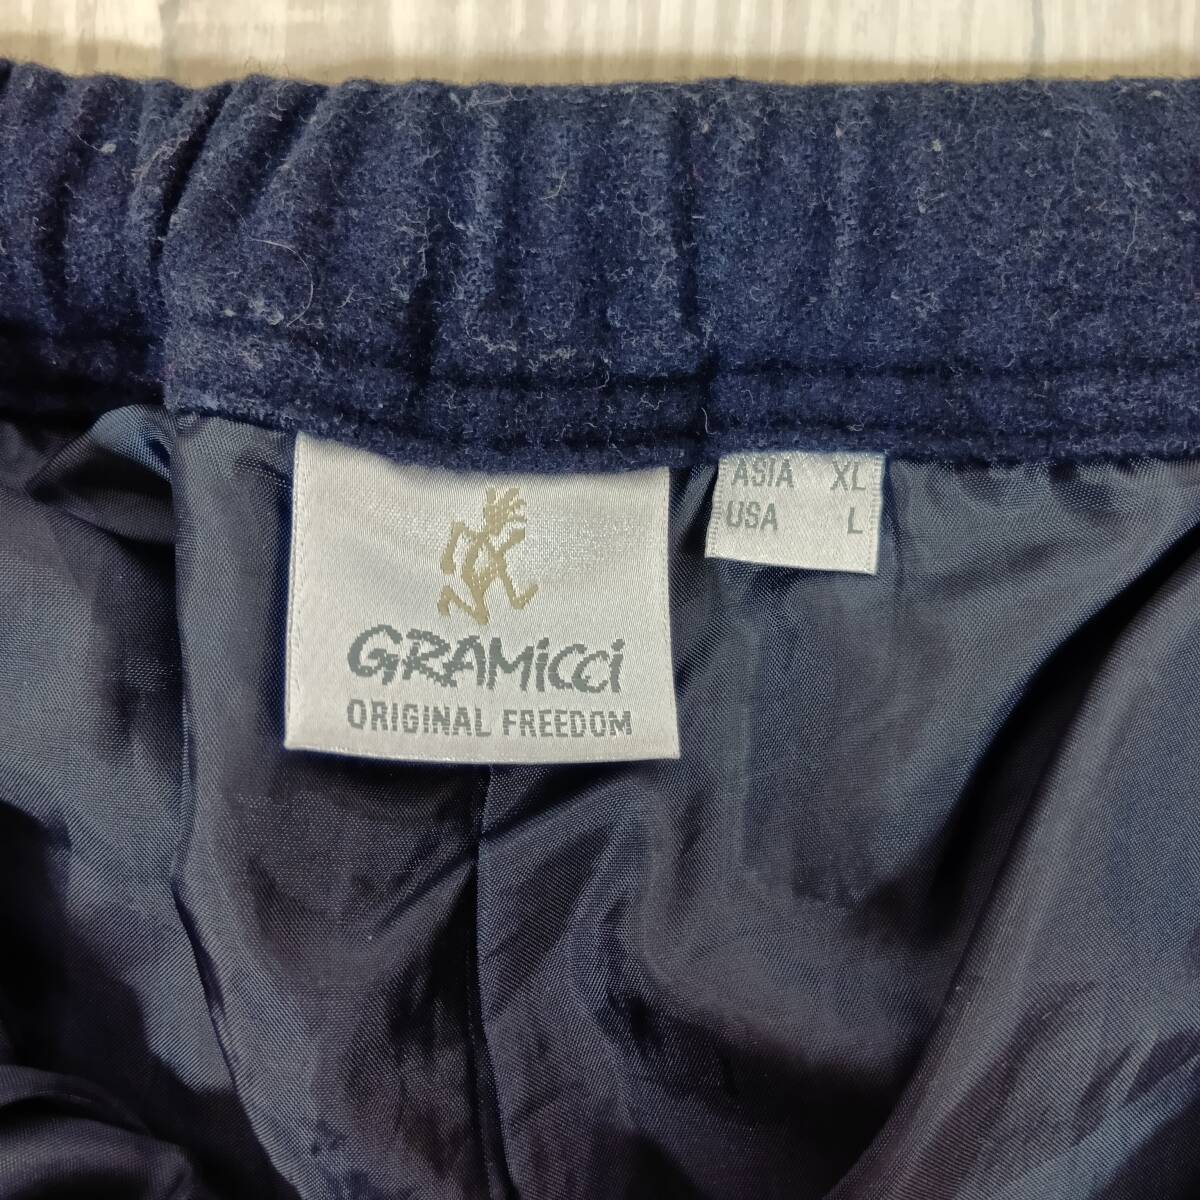 GRAMiCCi
ORIGINAL FREEDOM
ASIA XL
USA L